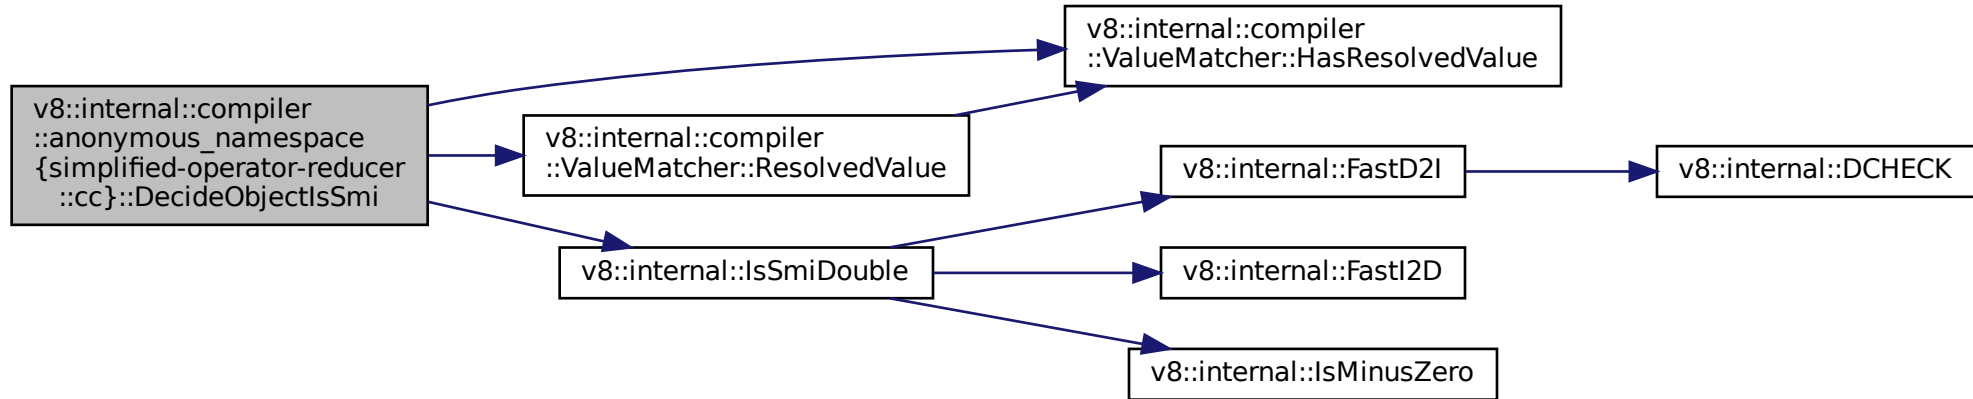 v8::internal::compiler
::anonymous_namespace
{simplified-operator-reducer
::cc}::DecideObjectIsSmi
v8::internal::compiler
::ValueMatcher::HasResolvedValue
v8::internal::compiler
::ValueMatcher::ResolvedValue
v8::internal::IsSmiDouble
v8::internal::FastD2I
v8::internal::DCHECK
v8::internal::FastI2D
v8::internal::IsMinusZero